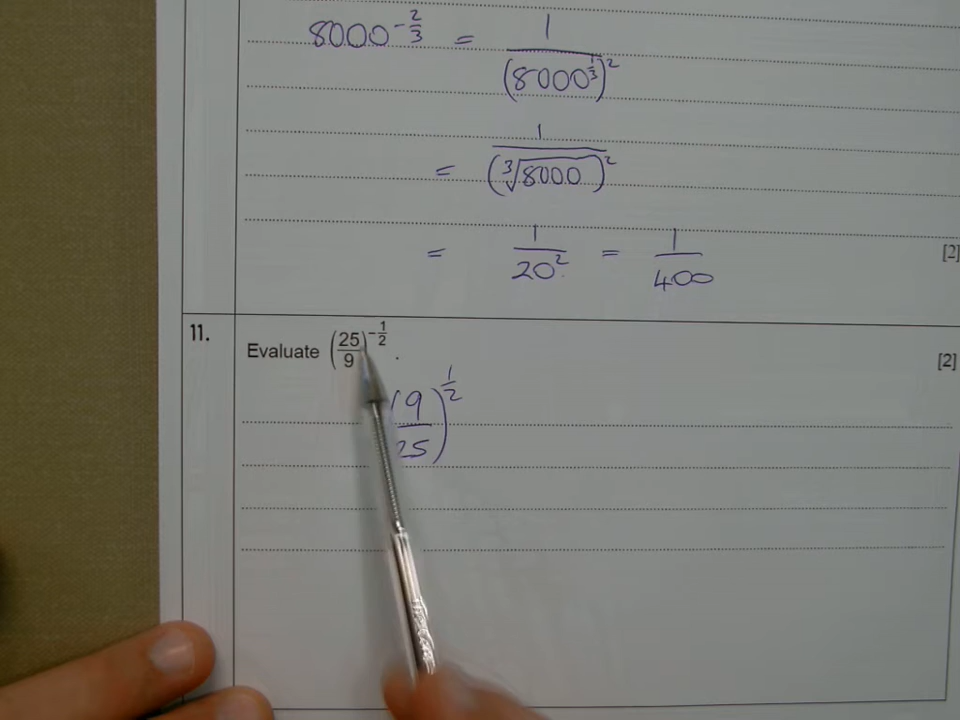 8000^{-2/3} = 1/(8000^{1/3})^2
= 1/(∛8000)^2
= 1/20^2 = 1/400
[2]
11.
Evaluate (25/9)^{-1/2}. [2]
(9/25)^{1/2}